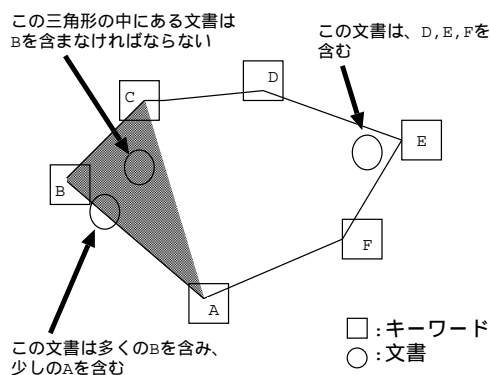 この三角形の中にある文書は
Bを含まなければならない
この文書は、D,E,Fを
含む
C
D
E
B
F
A
□:キーワード
○:文書
この文書は多くのBを含み、
少しのAを含む